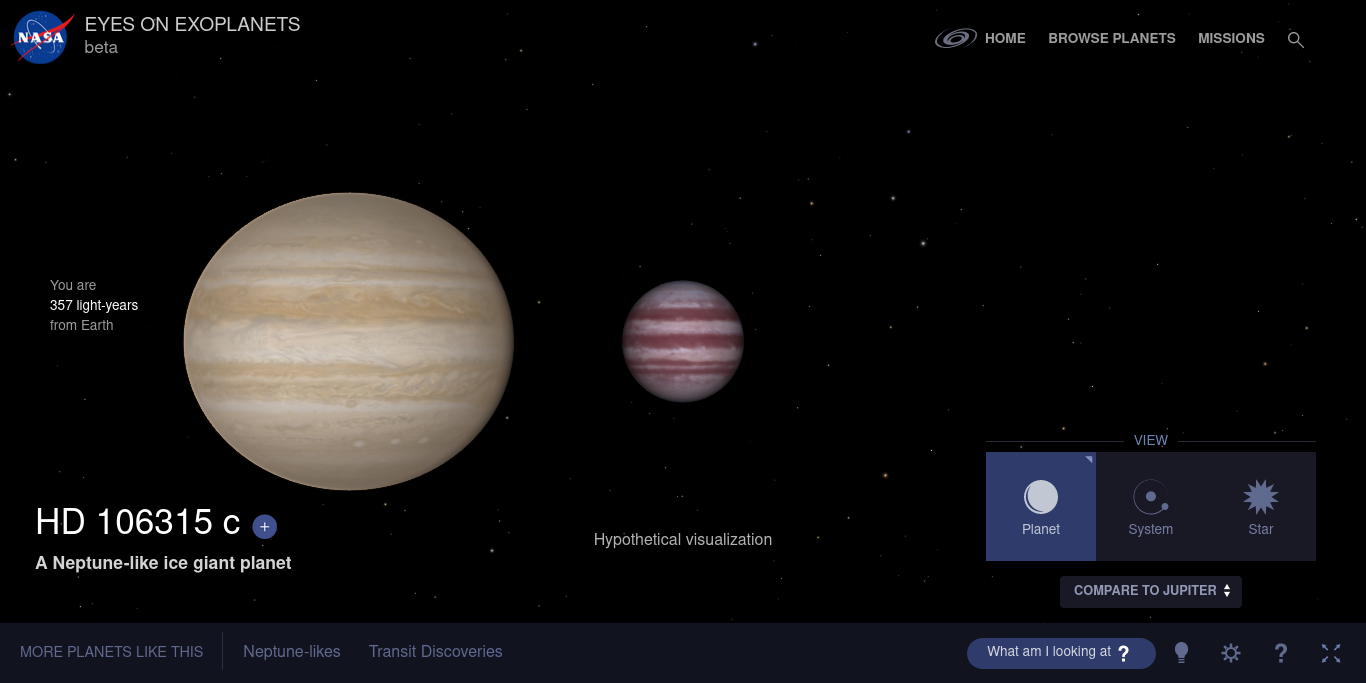 NASA
EYES ON EXOPLANETS
beta
HOME
BROWSE PLANETS
MISSIONS
You are
357 light-years
from Earth
HD 106315 c +
A Neptune-like ice giant planet
Hypothetical visualization
VIEW
Planet
System
Star
COMPARE TO JUPITER
MORE PLANETS LIKE THIS
Neptune-likes
Transit Discoveries
What am I looking at ?
?